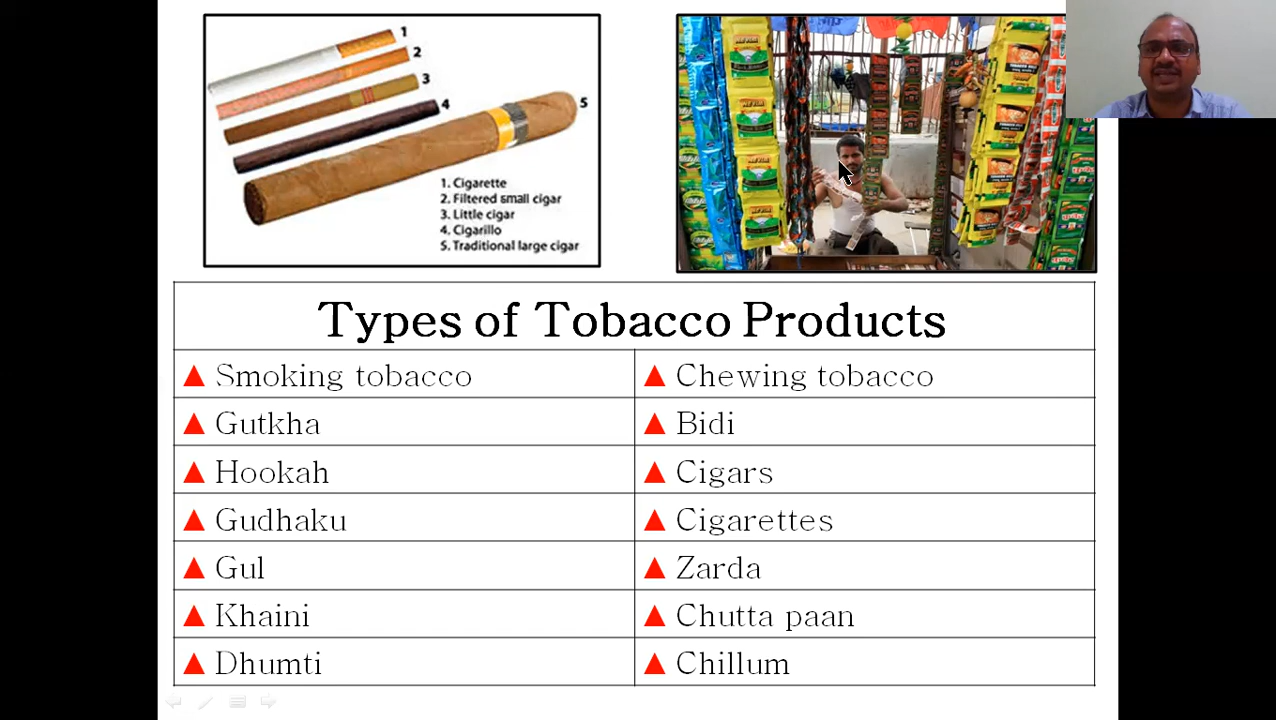 1
2
3
4
5
1. Cigarette
2. Filtered small cigar
3. Little cigar
4. Cigarillo
5. Traditional large cigar
Types of Tobacco Products
Smoking tobacco
Chewing tobacco
Gutkha
Bidi
Hookah
Cigars
Gudhaku
Cigarettes
Gul
Zarda
Khaini
Chutta paan
Dhumti
Chillum